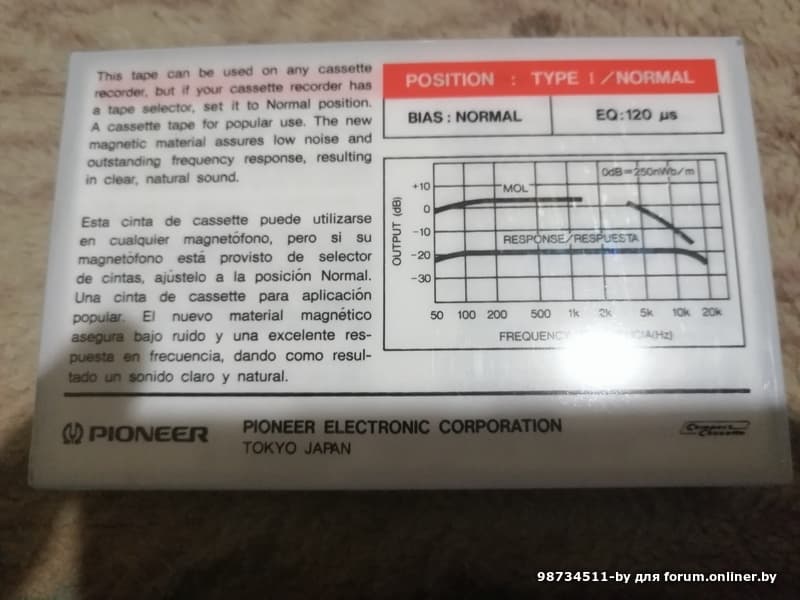 This tape can be used on any cassette
recorder, but if your cassette recorder has
a tape selector, set it to Normal position.
A cassette tape for popular use. The new
magnetic material assures low noise and
outstanding frequency response, resulting
in clear, natural sound.
Esta cinta de cassette puede utilizarse
en cualquier magnetófono, pero si su
magnetófono está provisto de selector
de cintas, ajústelo a la posición Normal.
Una cinta de cassette para aplicación
popular. El nuevo material magnético
asegura bajo ruido y una excelente res-
puesta en frecuencia, dando como resul-
tado un sonido claro y natural.
POSITION : TYPE I/NORMAL
BIAS : NORMAL
EQ:120 µs
0dB=250nWb/m
MOL
RESPONSE/RESPUESTA
OUTPUT (dB)
+10
0
-10
-20
-30
50 100 200 500 1k 2k 5k 10k 20k
FREQUENCY (Hz)
PIONEER
PIONEER ELECTRONIC CORPORATION
TOKYO JAPAN
Compact
Cassette
98734511-by для forum.onliner.by